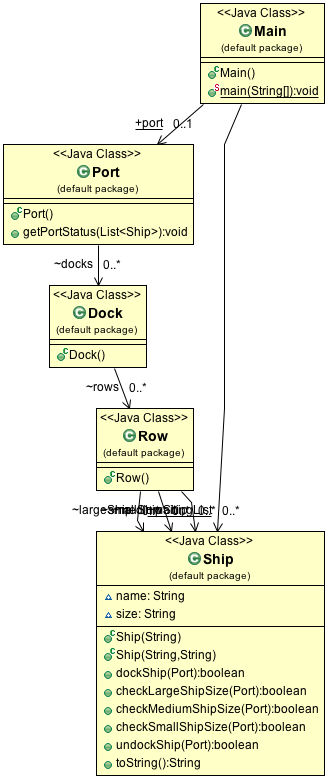 <<Java Class>>
Main
(default package)
Main()
main(String[]):void
+port 0..1
<<Java Class>>
Port
(default package)
Port()
getPortStatus(List<Ship>):void
~docks 0..*
<<Java Class>>
Dock
(default package)
Dock()
~rows 0..*
<<Java Class>>
Row
(default package)
Row()
0..*
<<Java Class>>
Ship
(default package)
name: String
size: String
Ship(String)
Ship(String,String)
dockShip(Port):boolean
checkLargeShipSize(Port):boolean
checkMediumShipSize(Port):boolean
checkSmallShipSize(Port):boolean
undockShip(Port):boolean
toString():String